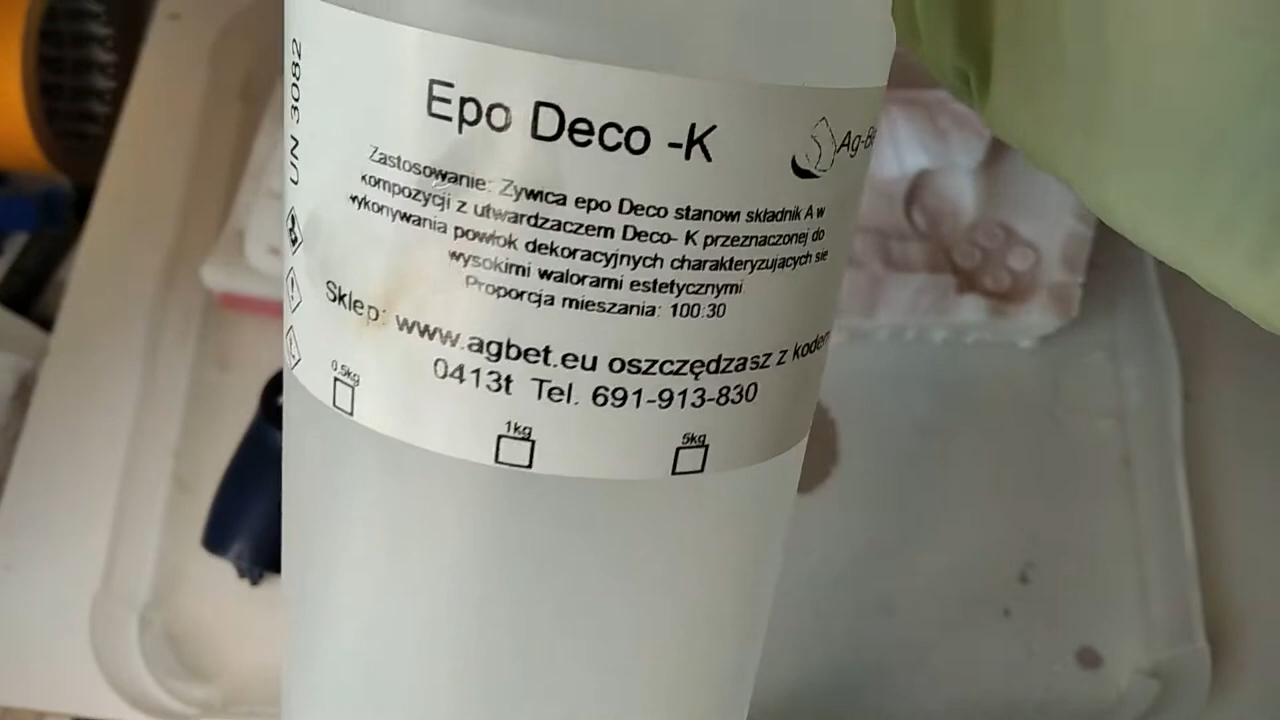 UN 3082
Epo Deco -K
Ag-Be
Zastosowanie: Żywica epo Deco stanowi składnik A w
kompozycji z utwardzaczem Deco- K przeznaczonej do
wykonywania powłok dekoracyjnych charakteryzujących sie
wysokimi walorami estetycznymi
Proporcja mieszania: 100:30
Sklep: www.agbet.eu oszczędzasz z kodem
0413t Tel. 691-913-830
0,5kg
1kg
5kg